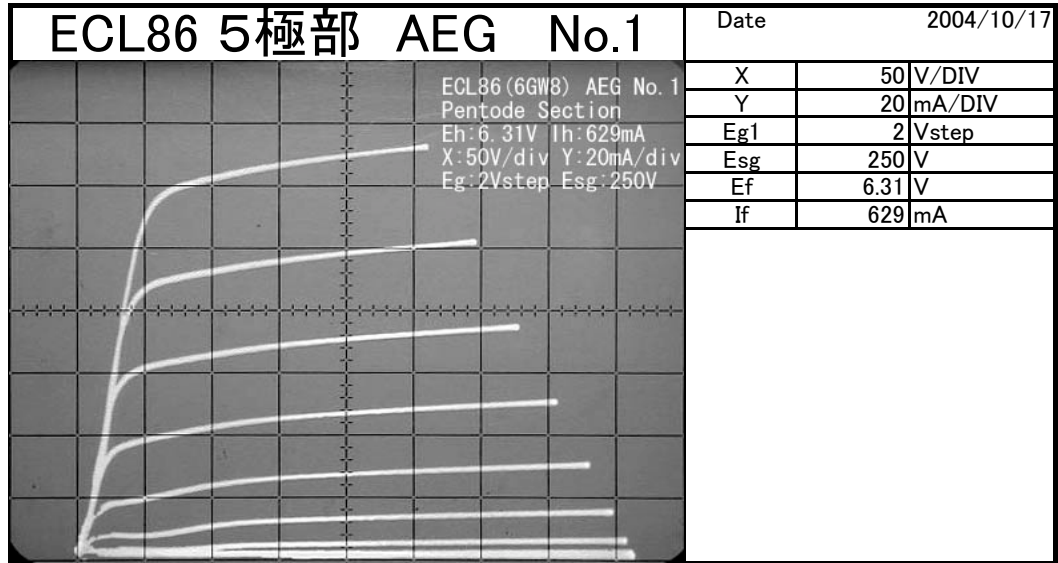 ECL86 5極部 AEG No.1
Date 2004/10/17
ECL86(6GW8) AEG No.1
Pentode Section
Eh:6.31V Ih:629mA
X:50V/div Y:20mA/div
Eg:2Vstep Esg:250V
X 50 V/DIV
Y 20 mA/DIV
Eg1 2 Vstep
Esg 250 V
Ef 6.31 V
If 629 mA